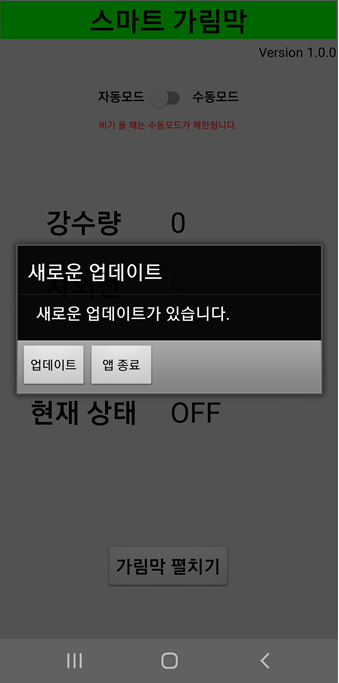 스마트 가림막
Version 1.0.0
자동모드 수동모드
비가 올 때는 수동모드가 제한됩니다.
강수량 0
새로운 업데이트
새로운 업데이트가 있습니다.
업데이트 앱 종료
현재 상태 OFF
가림막 펼치기